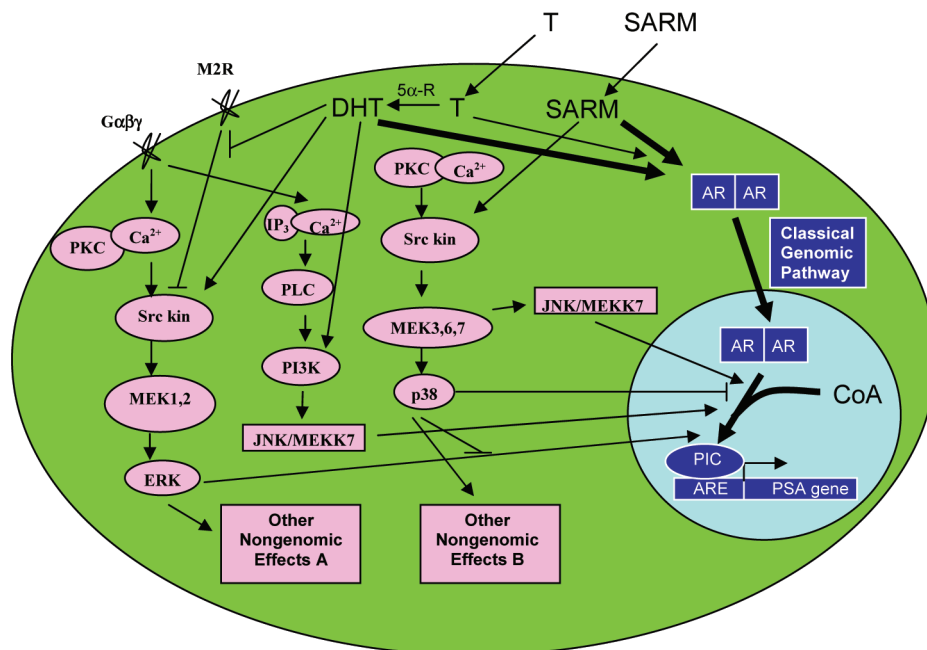 T
SARM
M2R
Gαβγ
DHT
5α-R
T
SARM
PKC
Ca²⁺
AR
AR
IP₃
Ca²⁺
PKC
Ca²⁺
Src kin
Classical
Genomic
Pathway
PLC
Src kin
MEK3,6,7
JNK/MEKK7
AR
AR
PI3K
MEK1,2
p38
CoA
JNK/MEKK7
PIC
ERK
ARE
PSA gene
Other
Nongenomic
Effects A
Other
Nongenomic
Effects B